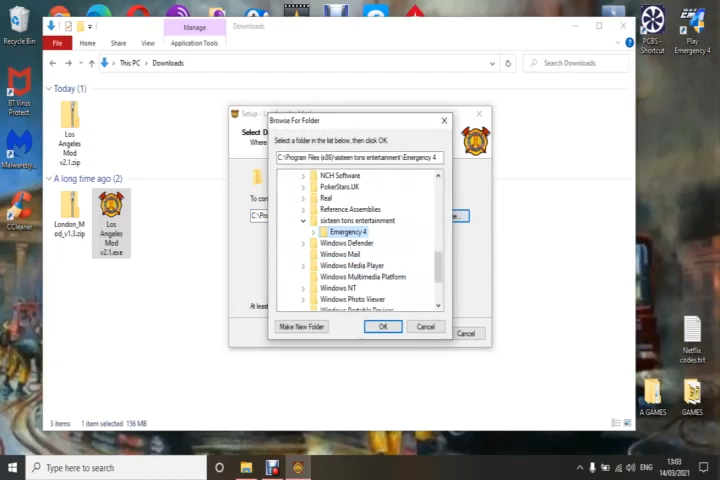 Recycle Bin
BT Virus
Protect
Malwareby...
CCleaner
Manage
Downloads
File
Home
Share
View
Application Tools
This PC
Downloads
Search Downloads
Today (1)
Los
Angeles
Mod
v2.1.zip
A long time ago (2)
London_M
od_v1.3.zip
Los
Angeles
Mod
v2.1.exe
Browse For Folder
Select a folder in the list below, then click OK.
C:\Program Files (x86)\sixteen tons entertainment\Emergency 4
NCH Software
PokerStars.UK
Real
Reference Assemblies
sixteen tons entertainment
Emergency 4
Windows Defender
Windows Mail
Windows Media Player
Windows Multimedia Platform
Windows NT
Windows Photo Viewer
Windows Portable Devices
Make New Folder
OK
Cancel
Setup -
Select D
Where
To con
C:\Pro
At least
Cancel
3 items
1 item selected 156 MB
PCBS -
Shortcut
Play
Emergency 4
Netflix
codes.txt
A GAMES
GAMES
Type here to search
ENG
13:03
14/03/2021